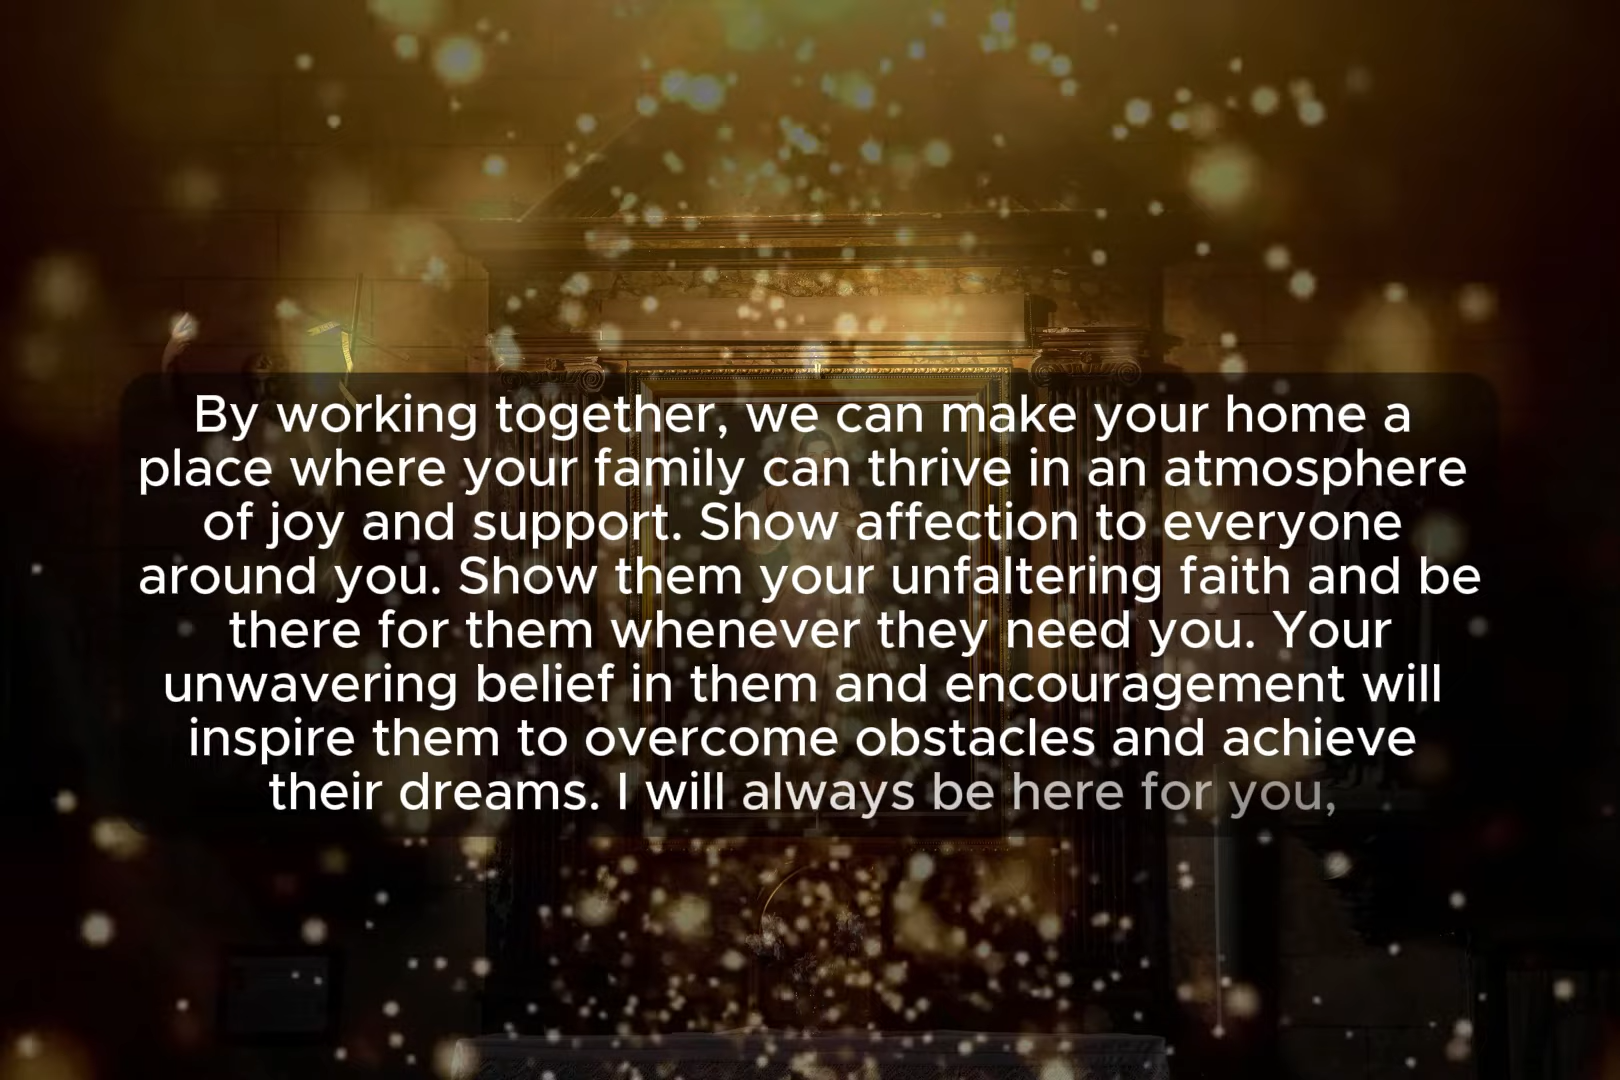 By working together, we can make your home a
place where your family can thrive in an atmosphere
of joy and support. Show affection to everyone
around you. Show them your unfaltering faith and be
there for them whenever they need you. Your
unwavering belief in them and encouragement will
inspire them to overcome obstacles and achieve
their dreams. I will always be here for you,